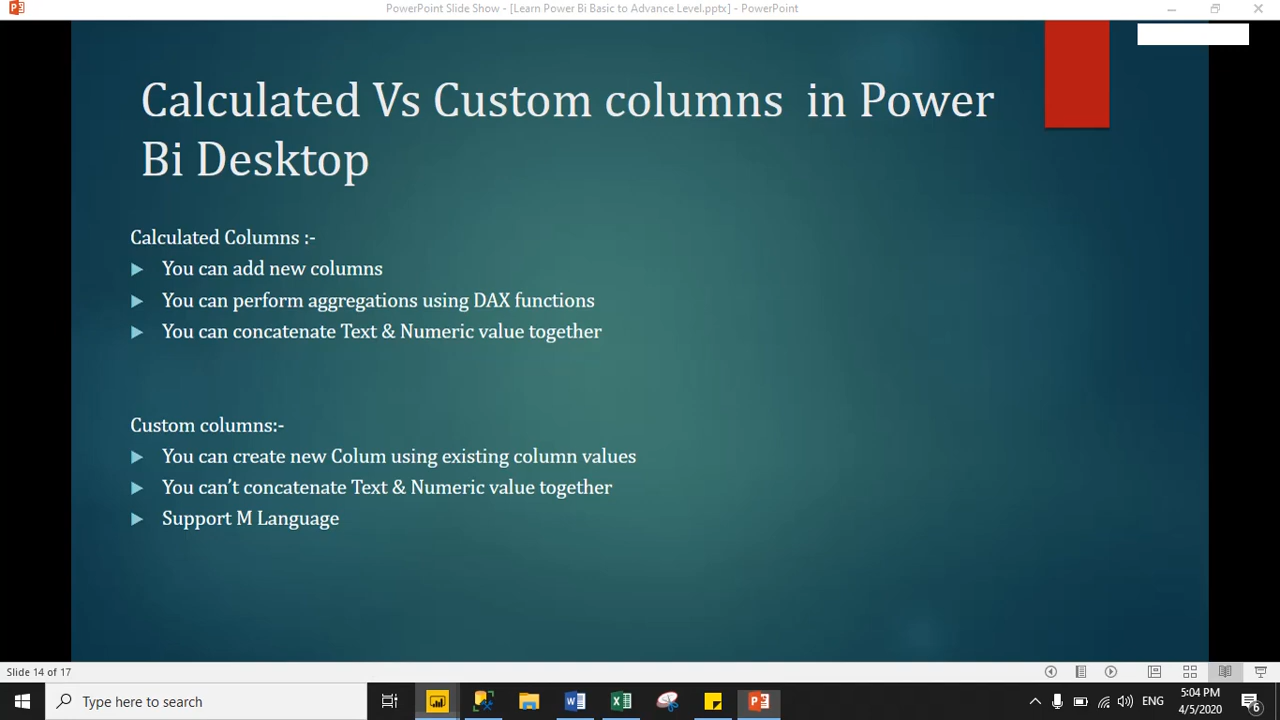 PowerPoint Slide Show - [Learn Power Bi Basic to Advance Level.pptx] - PowerPoint
Calculated Vs Custom columns in Power
Bi Desktop
Calculated Columns :-
You can add new columns
You can perform aggregations using DAX functions
You can concatenate Text & Numeric value together
Custom columns:-
You can create new Colum using existing column values
You can’t concatenate Text & Numeric value together
Support M Language
Slide 14 of 17
Type here to search
ENG
5:04 PM
4/5/2020
6